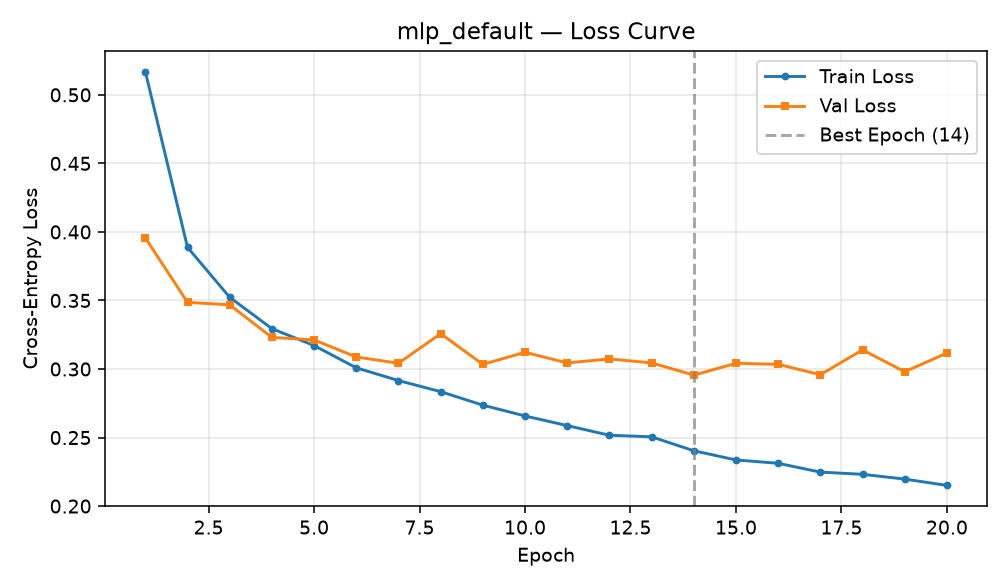 mlp_default — Loss Curve
Train Loss
Val Loss
Best Epoch (14)
Cross-Entropy Loss
0.50
0.45
0.40
0.35
0.30
0.25
0.20
2.5 5.0 7.5 10.0 12.5 15.0 17.5 20.0
Epoch